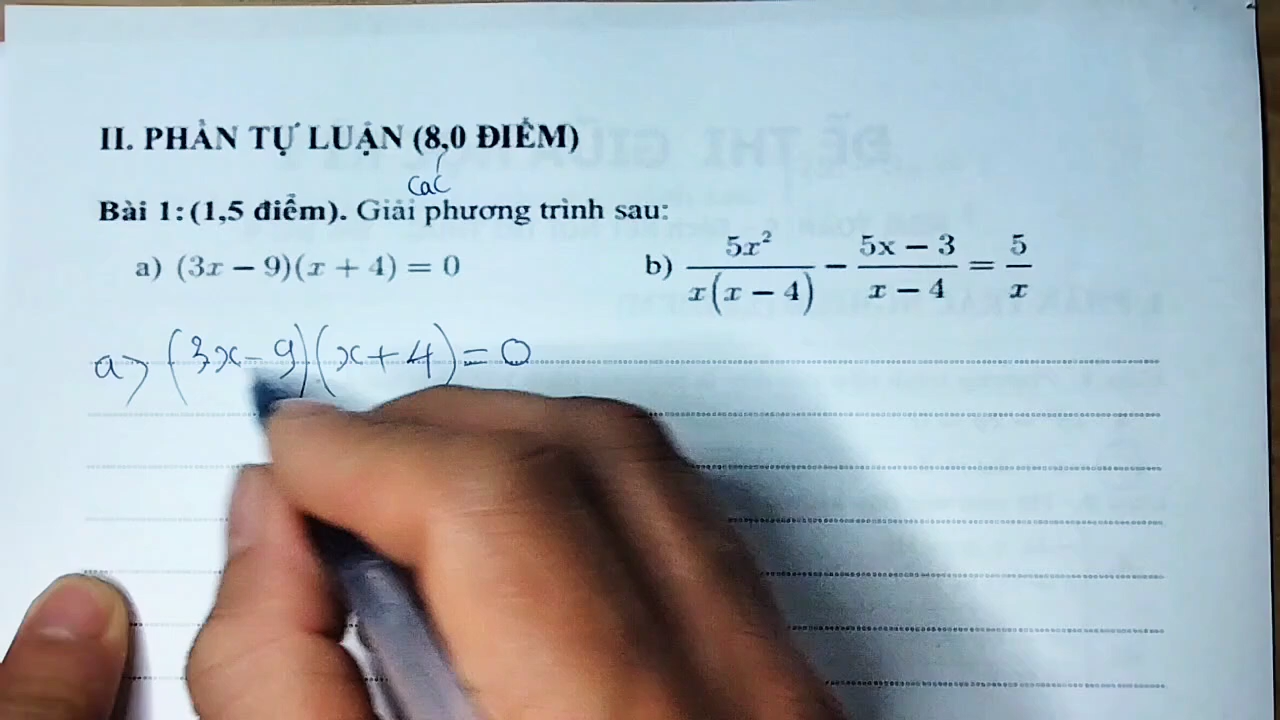 II. PHẦN TỰ LUẬN (8,0 ĐIỂM)
các
Bài 1: (1,5 điểm). Giải phương trình sau:
a) (3x − 9)(x + 4) = 0
b) 5x²/x(x − 4) − 5x − 3/x − 4 = 5/x
a) (3x − 9)(x + 4) = 0